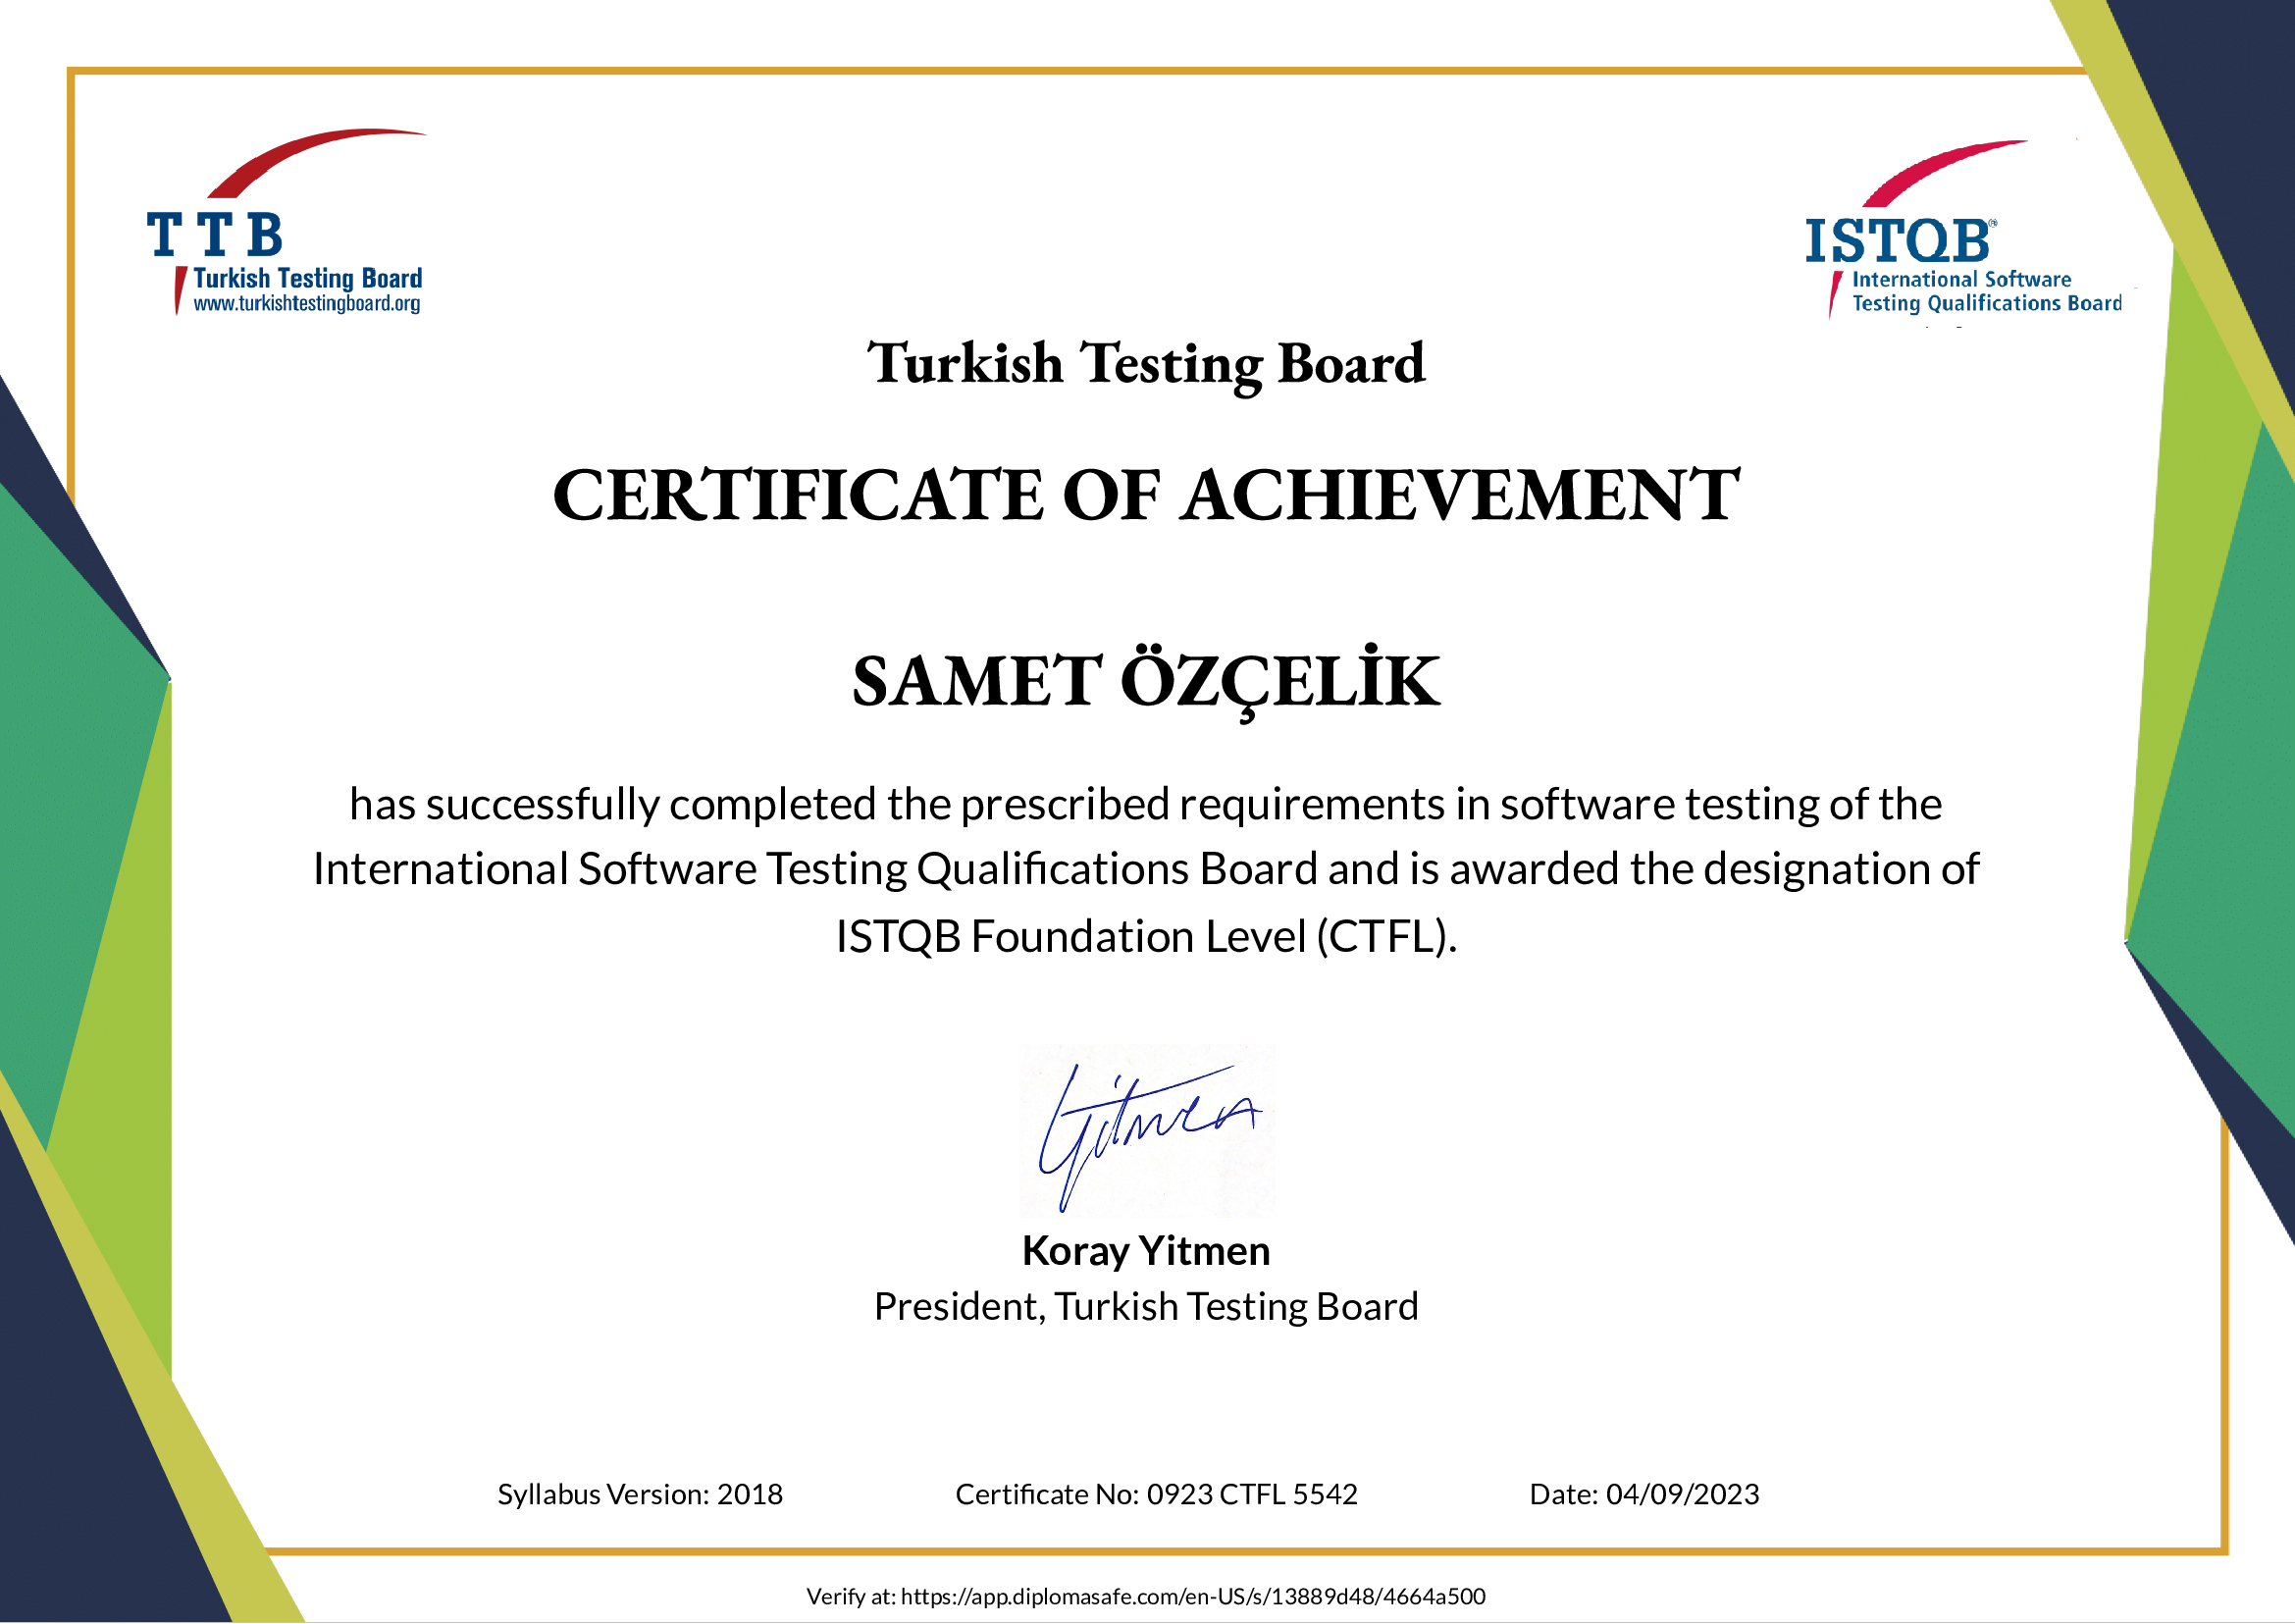 T T B
Turkish Testing Board
www.turkishtestingboard.org
ISTQB®
International Software
Testing Qualifications Board
Turkish Testing Board
CERTIFICATE OF ACHIEVEMENT
SAMET ÖZÇELİK
has successfully completed the prescribed requirements in software testing of the
International Software Testing Qualifications Board and is awarded the designation of
ISTQB Foundation Level (CTFL).
Yitmen
Koray Yitmen
President, Turkish Testing Board
Syllabus Version: 2018
Certificate No: 0923 CTFL 5542
Date: 04/09/2023
Verify at: https://app.diplomasafe.com/en-US/s/13889d48/4664a500